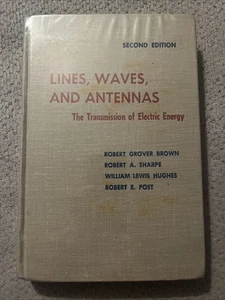 SECOND EDITION
LINES, WAVES,
AND ANTENNAS
The Transmission of Electric Energy
ROBERT GROVER BROWN
ROBERT A. SHARPE
WILLIAM LEWIS HUGHES
ROBERT E. POST